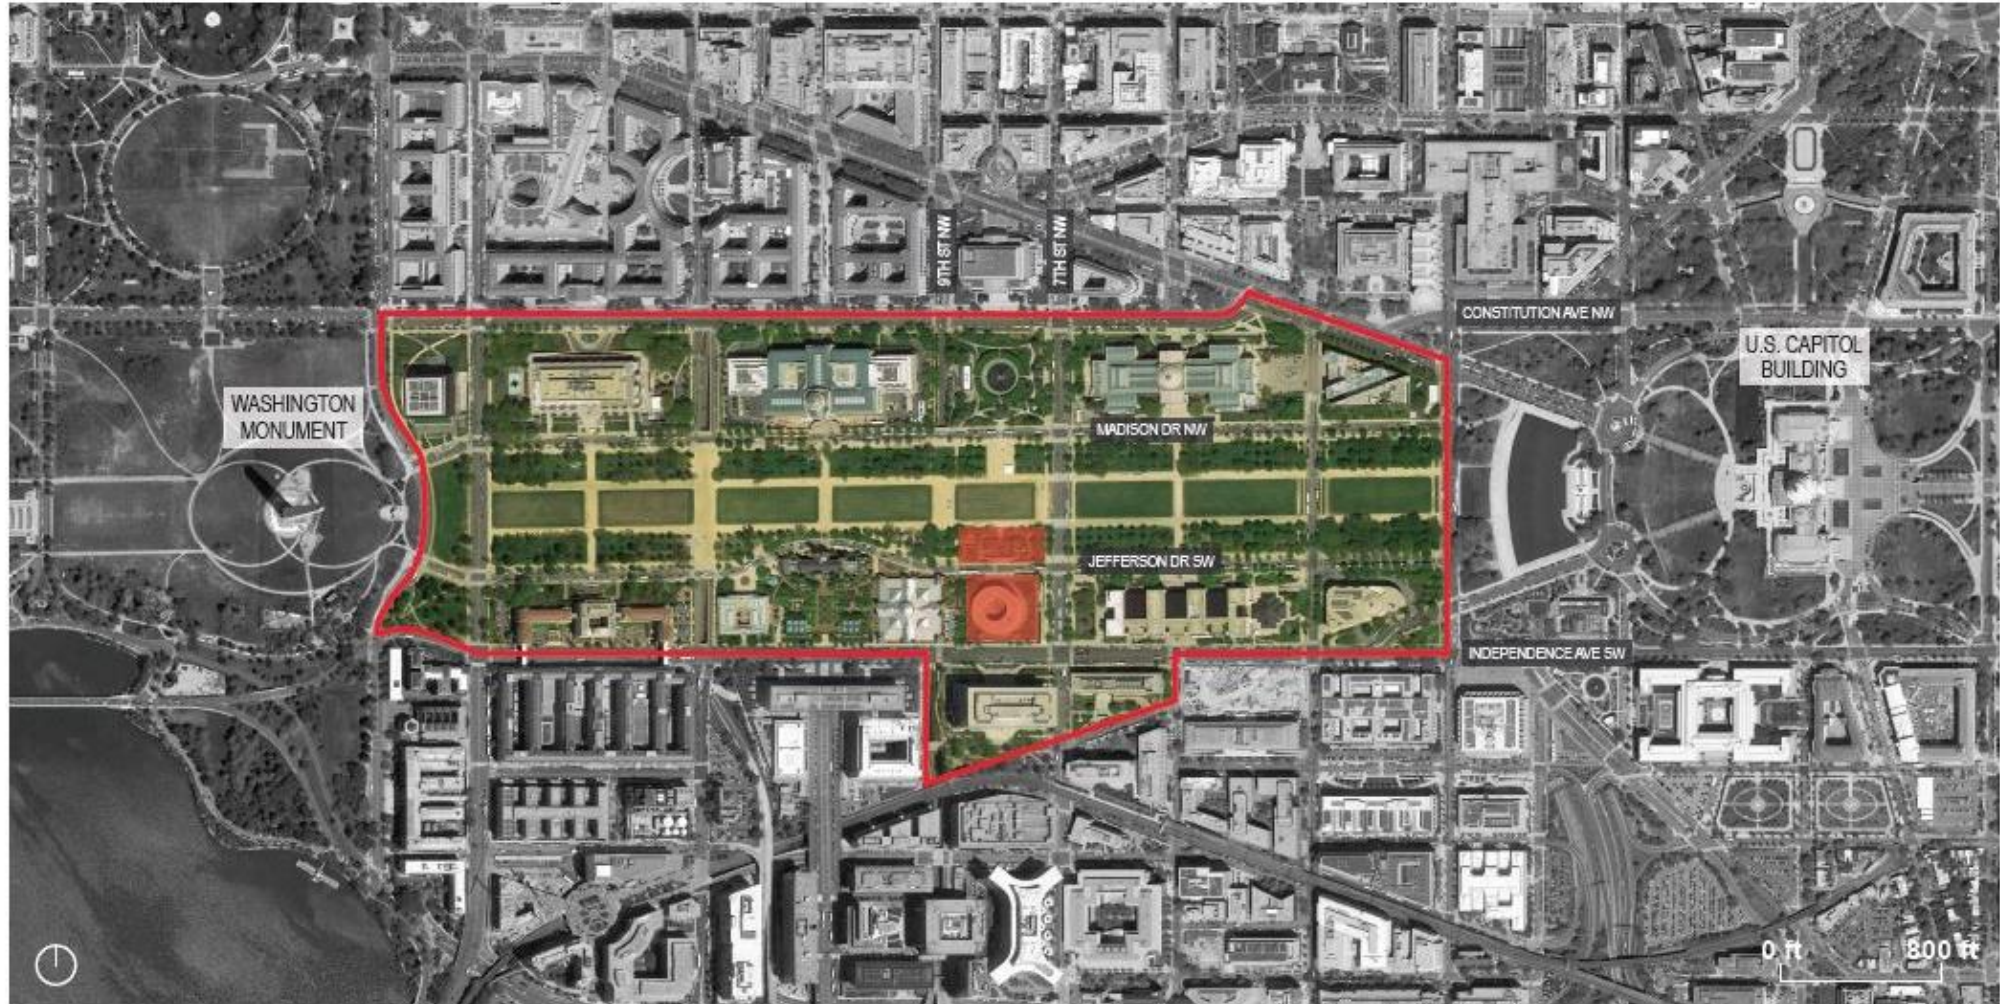 9TH ST NW
7TH ST NW
CONSTITUTION AVE NW
U.S. CAPITOL
BUILDING
WASHINGTON
MONUMENT
MADISON DR NW
JEFFERSON DR SW
INDEPENDENCE AVE SW
0 ft 800 ft